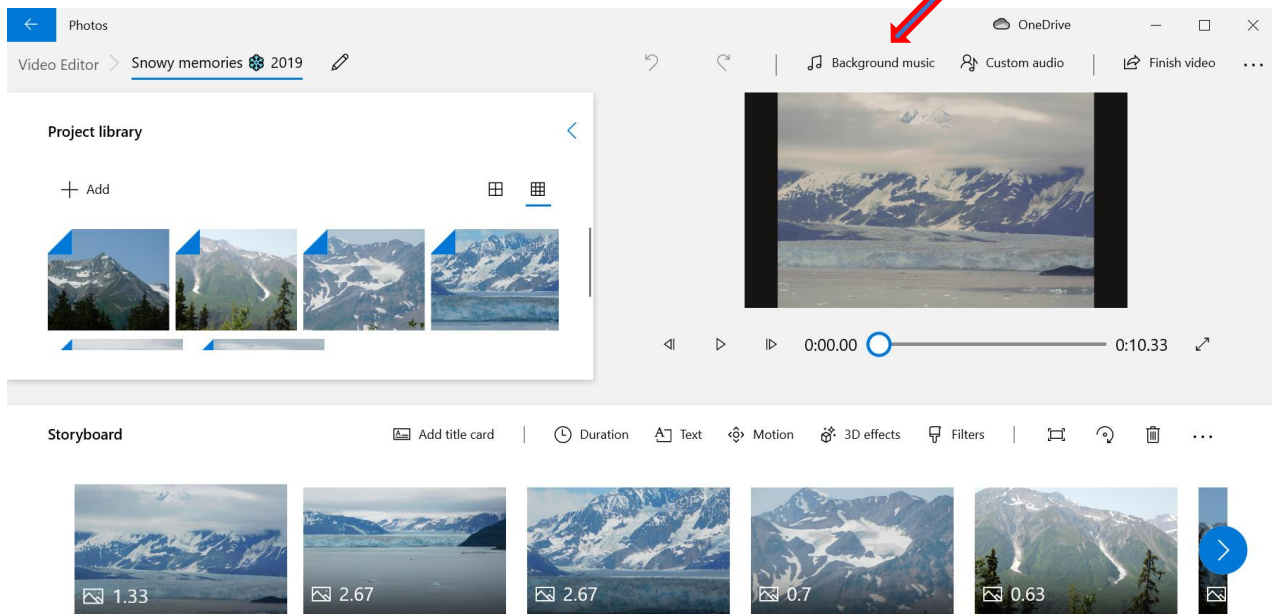 Photos
OneDrive
Video Editor > Snowy memories ❄ 2019
Background music
Custom audio
Finish video
Project library
+ Add
0:00.00
0:10.33
Storyboard
Add title card
Duration
Text
Motion
3D effects
Filters
1.33
2.67
2.67
0.7
0.63